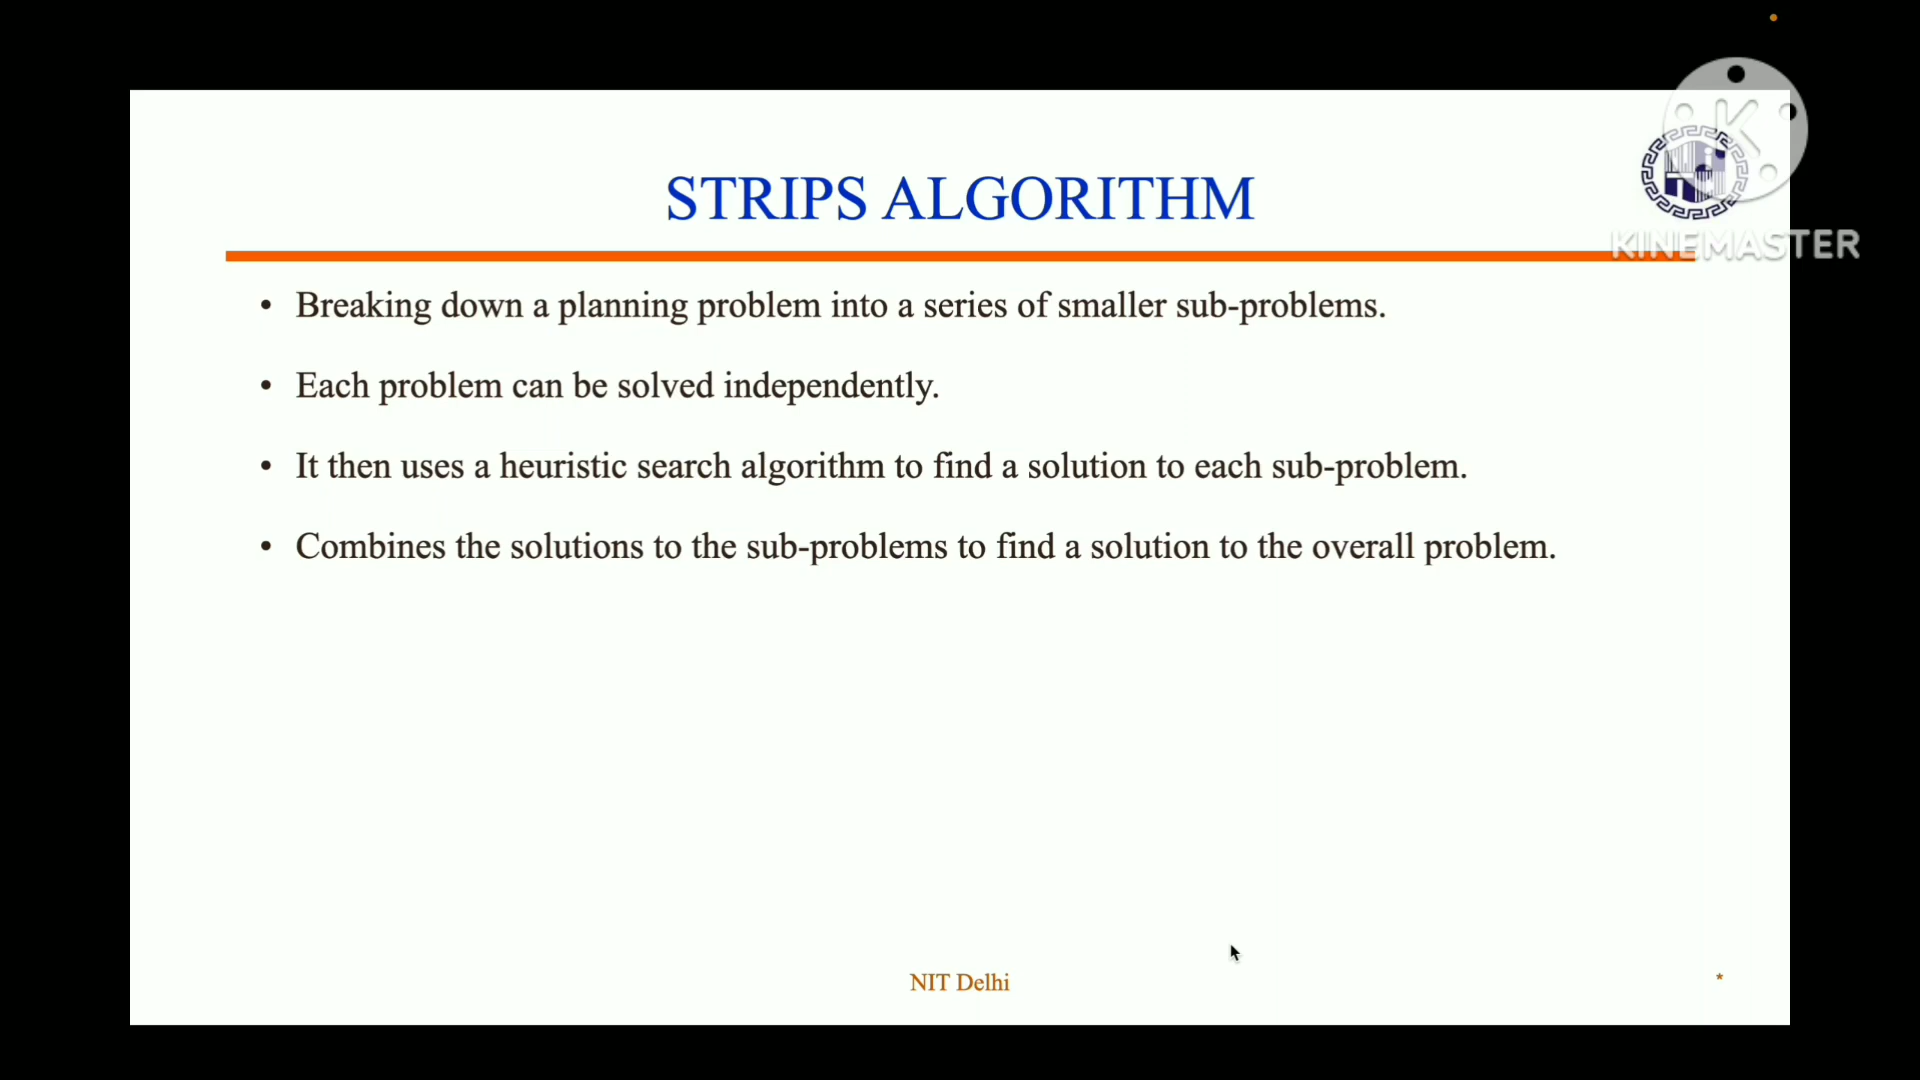 STRIPS ALGORITHM
KINEMASTER
• Breaking down a planning problem into a series of smaller sub-problems.
• Each problem can be solved independently.
• It then uses a heuristic search algorithm to find a solution to each sub-problem.
• Combines the solutions to the sub-problems to find a solution to the overall problem.
NIT Delhi
*